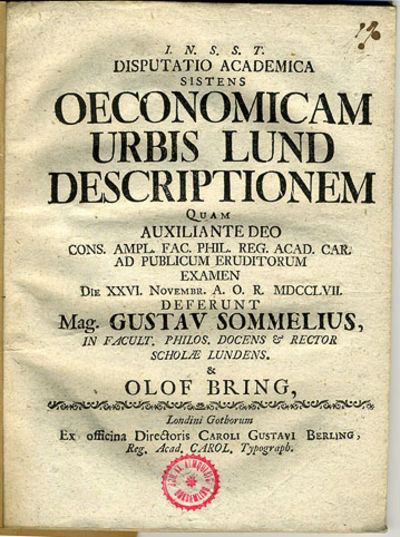 I. N. S. S. T.
DISPUTATIO ACADEMICA
SISTENS
OECONOMICAM
URBIS LUND
DESCRIPTIONEM
QUAM
AUXILIANTE DEO
CONS. AMPL. FAC. PHIL. REG. ACAD. CAR.
AD PUBLICUM ERUDITORUM
EXAMEN
DIE XXVI. NOVEMBR. A. O. R. MDCCLVII.
DEFERUNT
Mag. GUSTAV SOMMELIUS,
IN FACULT. PHILOS. DOCENS & RECTOR
SCHOLÆ LUNDENS.
&
OLOF BRING,
Londini Gothorum
Ex officina Directoris CAROLI GUSTAVI BERLING,
Reg. Acad. CAROL. Typograph.